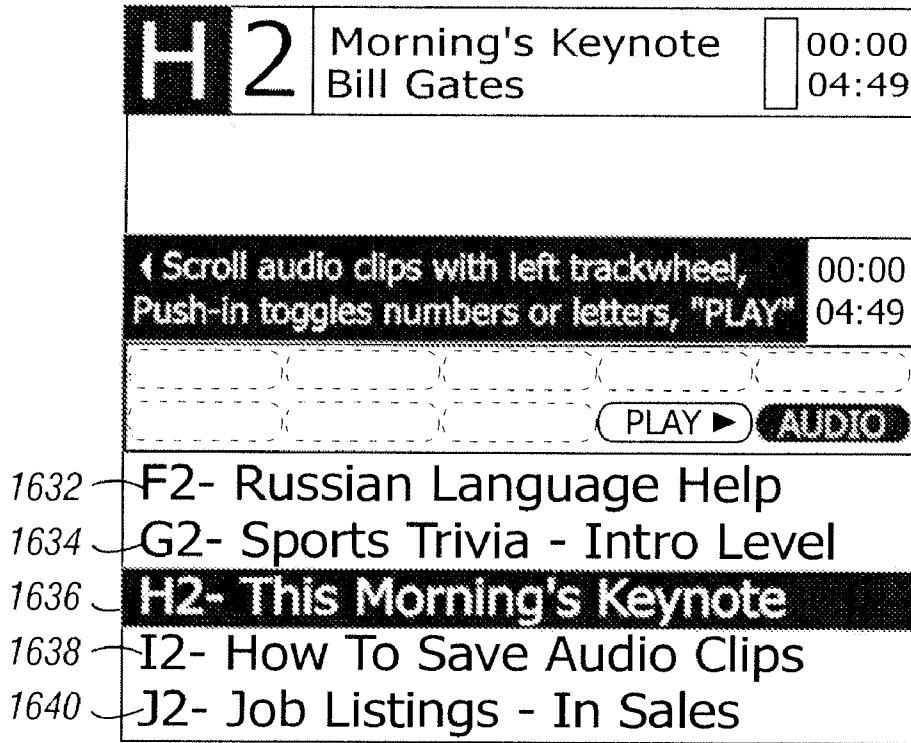 H 2 Morning's Keynote 00:00
Bill Gates 04:49
◀ Scroll audio clips with left trackwheel, 00:00
Push-in toggles numbers or letters, "PLAY" 04:49
PLAY ▶ AUDIO
1632 F2- Russian Language Help
1634 G2- Sports Trivia - Intro Level
1636 H2- This Morning's Keynote
1638 I2- How To Save Audio Clips
1640 J2- Job Listings - In Sales